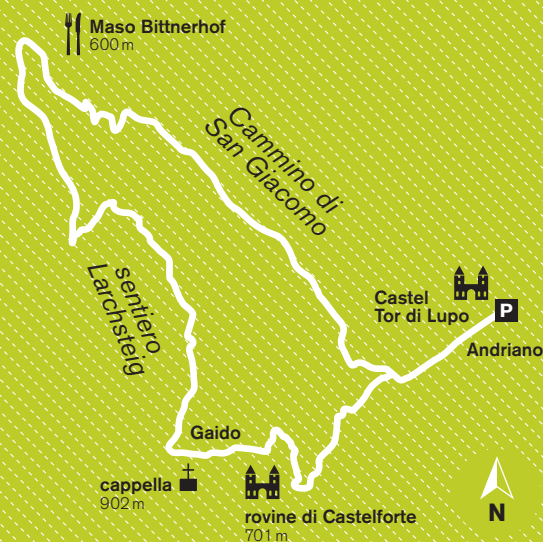 Maso Bittnerhof
600 m
Cammino di
San Giacomo
sentiero
Larchsteig
Castel
Tor di Lupo
P
Andriano
Gaido
cappella
902 m
rovine di Castelforte
701 m
N